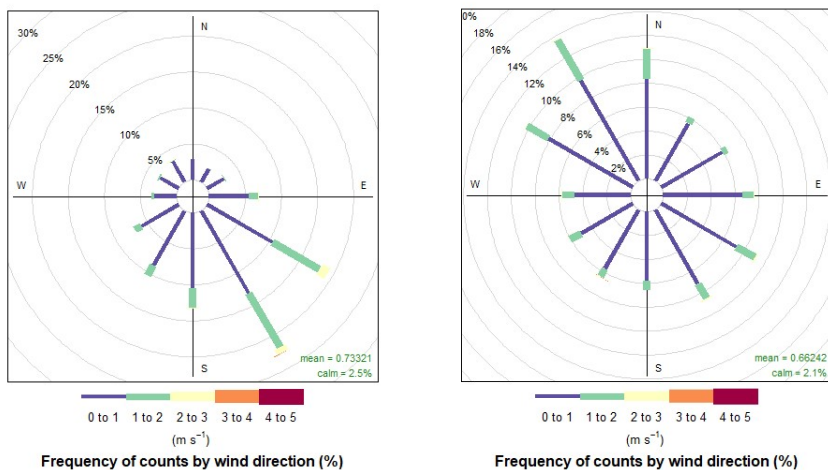 N
30%
25%
20%
15%
10%
5%
W
E
S
mean = 0.73321
calm = 2.5%
0 to 1 1 to 2 2 to 3 3 to 4 4 to 5
(m s⁻¹)
Frequency of counts by wind direction (%)
0%
18%
16%
14%
12%
10%
8%
6%
4%
2%
N
W
E
S
mean = 0.66242
calm = 2.1%
0 to 1 1 to 2 2 to 3 3 to 4 4 to 5
(m s⁻¹)
Frequency of counts by wind direction (%)